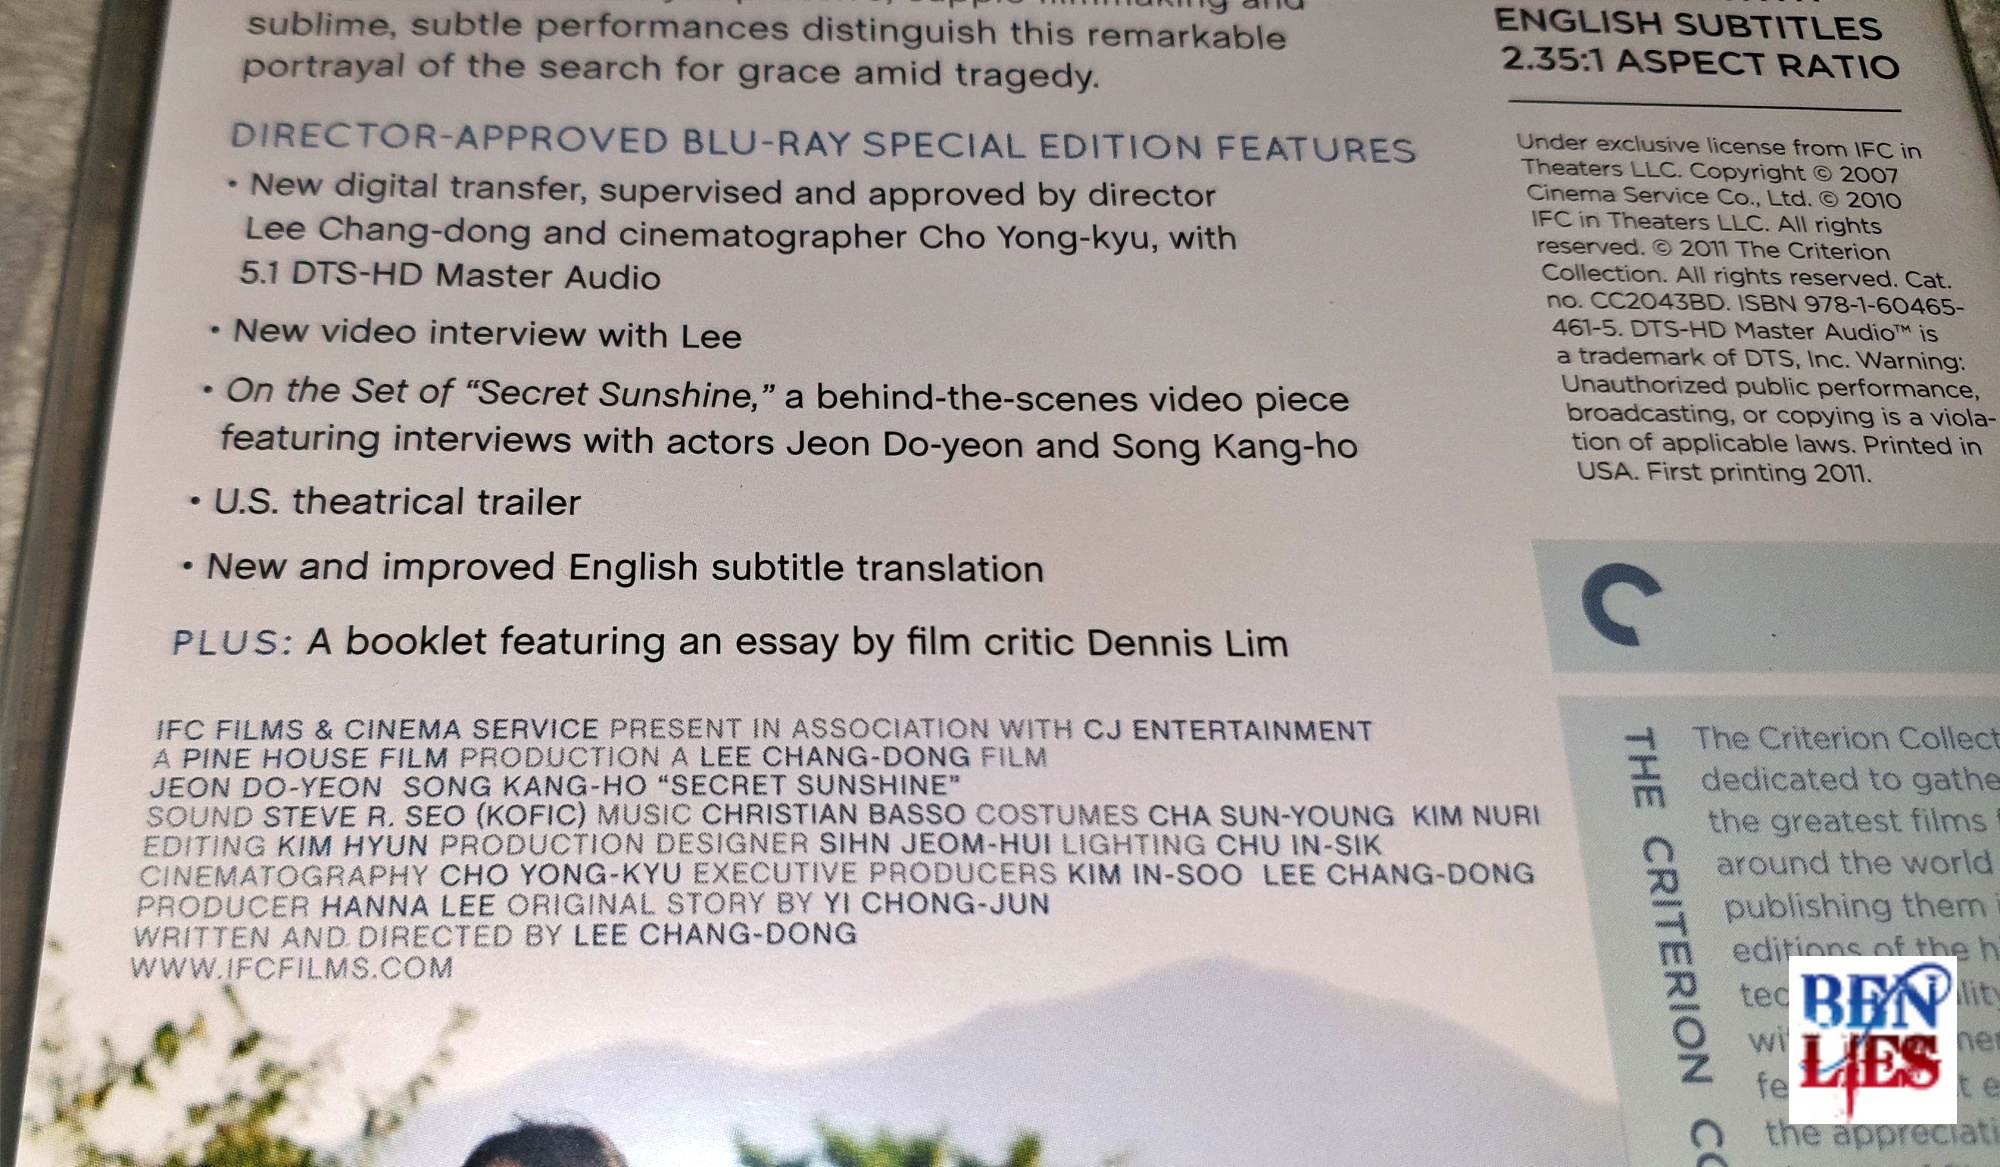 sublime, subtle performances distinguish this remarkable
portrayal of the search for grace amid tragedy.
DIRECTOR-APPROVED BLU-RAY SPECIAL EDITION FEATURES
• New digital transfer, supervised and approved by director
Lee Chang-dong and cinematographer Cho Yong-kyu, with
5.1 DTS-HD Master Audio
• New video interview with Lee
• On the Set of “Secret Sunshine,” a behind-the-scenes video piece
featuring interviews with actors Jeon Do-yeon and Song Kang-ho
• U.S. theatrical trailer
• New and improved English subtitle translation
PLUS: A booklet featuring an essay by film critic Dennis Lim
IFC FILMS & CINEMA SERVICE PRESENT IN ASSOCIATION WITH CJ ENTERTAINMENT
A PINE HOUSE FILM PRODUCTION A LEE CHANG-DONG FILM
JEON DO-YEON SONG KANG-HO “SECRET SUNSHINE”
SOUND STEVE R. SEO (KOFIC) MUSIC CHRISTIAN BASSO COSTUMES CHA SUN-YOUNG KIM NURI
EDITING KIM HYUN PRODUCTION DESIGNER SIHN JEOM-HUI LIGHTING CHU IN-SIK
CINEMATOGRAPHY CHO YONG-KYU EXECUTIVE PRODUCERS KIM IN-SOO LEE CHANG-DONG
PRODUCER HANNA LEE ORIGINAL STORY BY YI CHONG-JUN
WRITTEN AND DIRECTED BY LEE CHANG-DONG
WWW.IFCFILMS.COM
ENGLISH SUBTITLES
2.35:1 ASPECT RATIO
Under exclusive license from IFC in
Theaters LLC. Copyright © 2007
Cinema Service Co., Ltd. © 2010
IFC in Theaters LLC. All rights
reserved. © 2011 The Criterion
Collection. All rights reserved. Cat.
no. CC2043BD. ISBN 978-1-60465-
461-5. DTS-HD Master Audio™ is
a trademark of DTS, Inc. Warning:
Unauthorized public performance,
broadcasting, or copying is a viola-
tion of applicable laws. Printed in
USA. First printing 2011.
THE CRITERION CO
The Criterion Collect
dedicated to gathe
the greatest films
around the world
publishing them
editions of the h
the appreciati
BEN
LIES